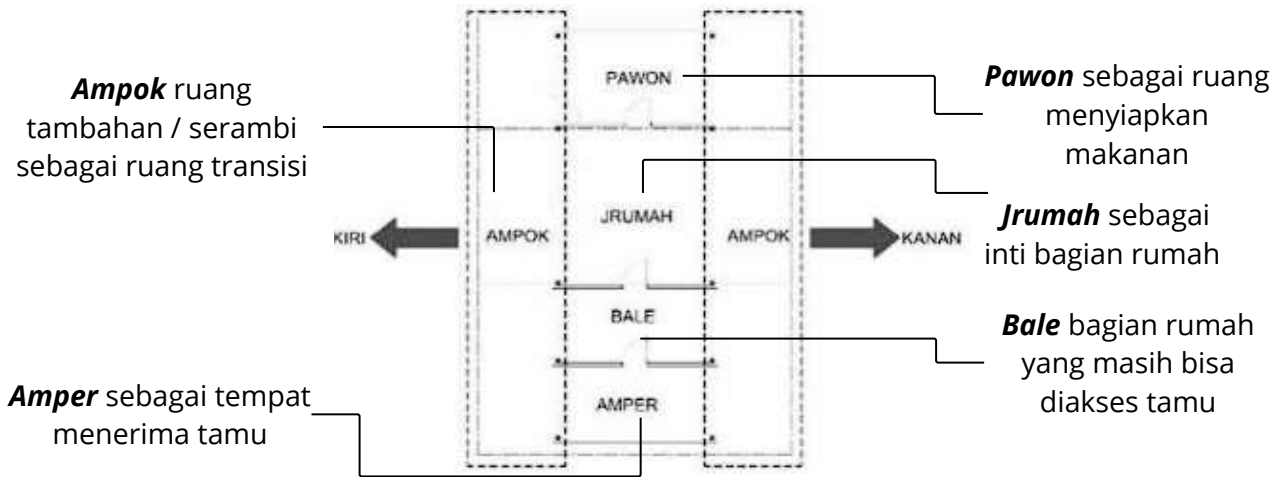 Ampok ruang
tambahan / serambi
sebagai ruang transisi
Amper sebagai tempat
menerima tamu
PAWON
JRUMAH
KIRI
AMPOK
AMPOK
KANAN
BALE
AMPER
Pawon sebagai ruang
menyiapkan
makanan
Jrumah sebagai
inti bagian rumah
Bale bagian rumah
yang masih bisa
diakses tamu